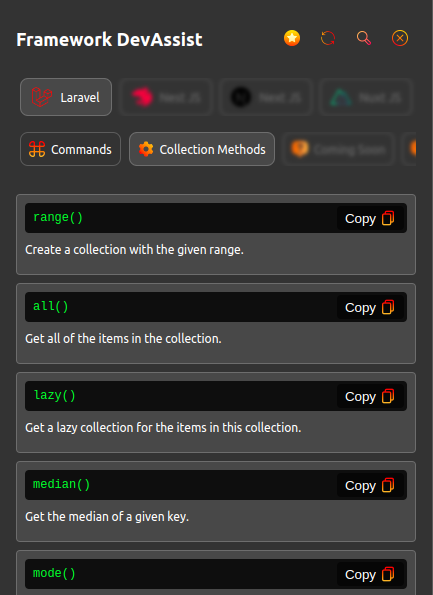 Framework DevAssist
Laravel
Nest JS
Next JS
Nuxt JS
Commands
Collection Methods
Coming Soon
range()
Copy
Create a collection with the given range.
all()
Copy
Get all of the items in the collection.
lazy()
Copy
Get a lazy collection for the items in this collection.
median()
Copy
Get the median of a given key.
mode()
Copy